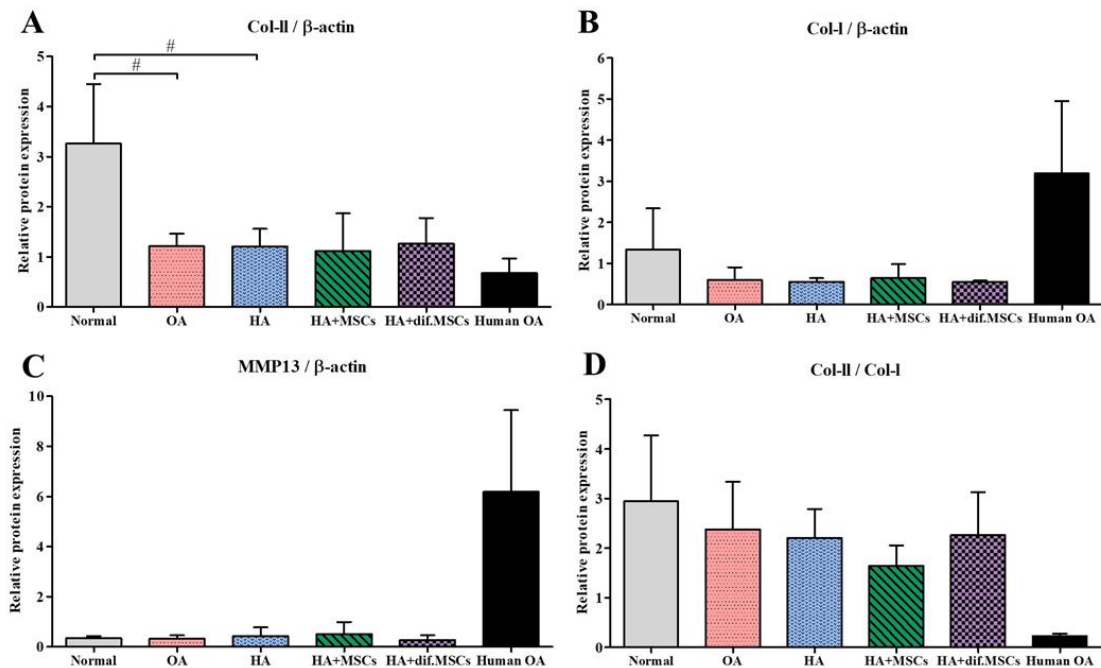 A
Col-ll / β-actin
Relative protein expression
5
4
3
2
1
0
#
#
Normal OA HA HA+MSCs HA+dif.MSCs Human OA
B
Col-l / β-actin
Relative protein expression
6
5
4
3
2
1
0
Normal OA HA HA+MSCs HA+dif.MSCs Human OA
C
MMP13 / β-actin
Relative protein expression
10
8
6
4
2
0
Normal OA HA HA+MSCs HA+dif.MSCs Human OA
D
Col-ll / Col-l
Relative protein expression
5
4
3
2
1
0
Normal OA HA HA+MSCs HA+dif.MSCs Human OA